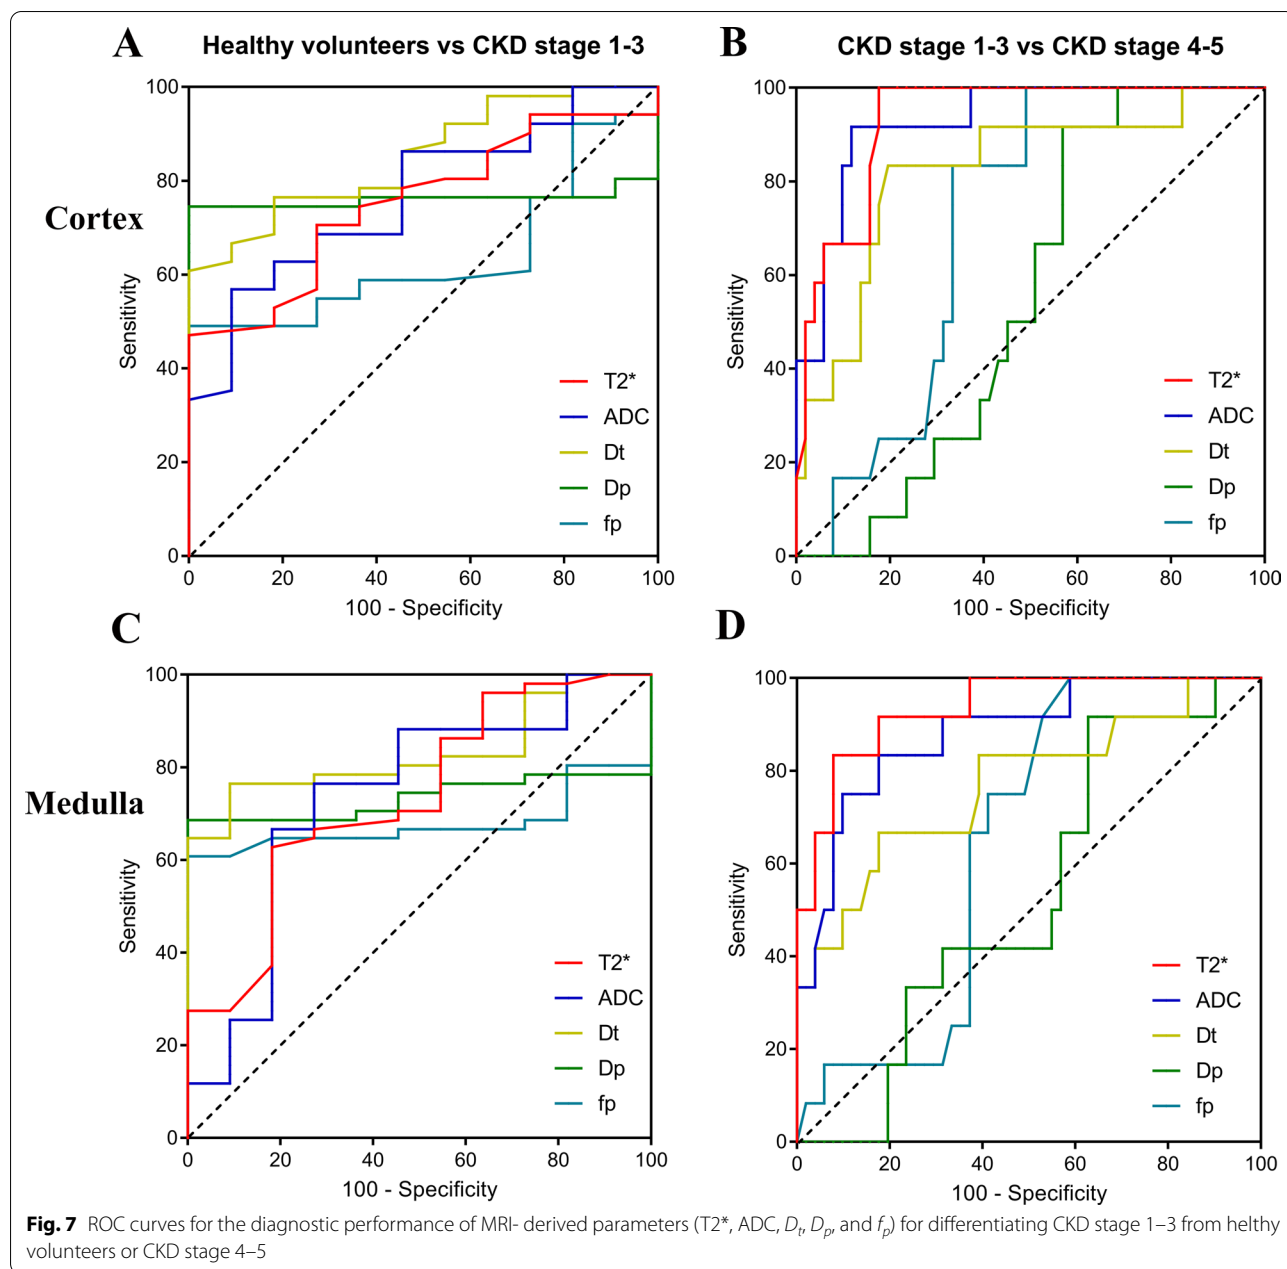 A
Healthy volunteers vs CKD stage 1-3
100
80
60
40
20
0
0 20 40 60 80 100
Sensitivity
100 - Specificity
T2*
ADC
Dt
Dp
fp
Cortex
B
CKD stage 1-3 vs CKD stage 4-5
100
80
60
40
20
0
0 20 40 60 80 100
Sensitivity
100 - Specificity
T2*
ADC
Dt
Dp
fp
C
100
80
60
40
20
0
0 20 40 60 80 100
Sensitivity
100 - Specificity
T2*
ADC
Dt
Dp
fp
Medulla
D
100
80
60
40
20
0
0 20 40 60 80 100
Sensitivity
100 - Specificity
T2*
ADC
Dt
Dp
fp
Fig. 7 ROC curves for the diagnostic performance of MRI- derived parameters (T2*, ADC, Dt, Dp, and fp) for differentiating CKD stage 1–3 from helthy
volunteers or CKD stage 4–5